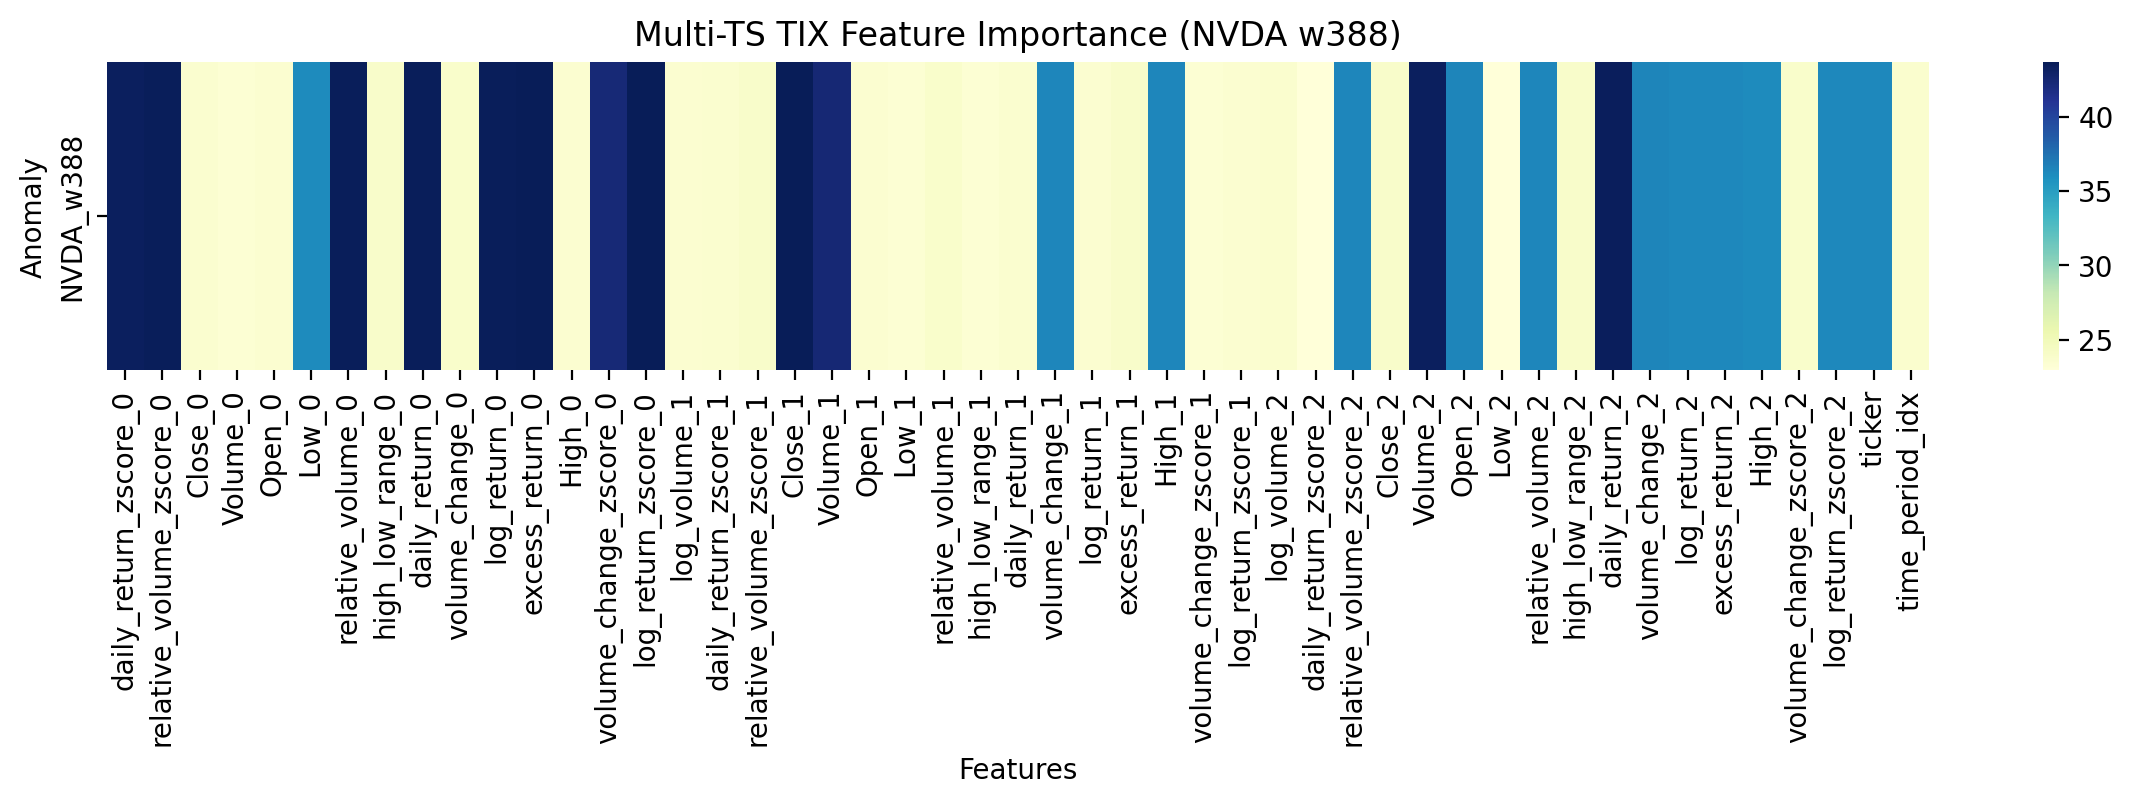 Multi-TS TIX Feature Importance (NVDA w388)
Anomaly
NVDA_w388
40
35
30
25
daily_return_zscore_0
relative_volume_zscore_0
Close_0
Volume_0
Open_0
Low_0
relative_volume_0
high_low_range_0
daily_return_0
volume_change_0
log_return_0
excess_return_0
High_0
volume_change_zscore_0
log_return_zscore_0
log_volume_1
daily_return_zscore_1
relative_volume_zscore_1
Close_1
Volume_1
Open_1
Low_1
relative_volume_1
high_low_range_1
daily_return_1
volume_change_1
log_return_1
excess_return_1
High_1
volume_change_zscore_1
log_return_zscore_1
log_volume_2
daily_return_zscore_2
relative_volume_zscore_2
Close_2
Volume_2
Open_2
Low_2
relative_volume_2
high_low_range_2
daily_return_2
volume_change_2
log_return_2
excess_return_2
High_2
volume_change_zscore_2
log_return_zscore_2
ticker
time_period_idx
Features